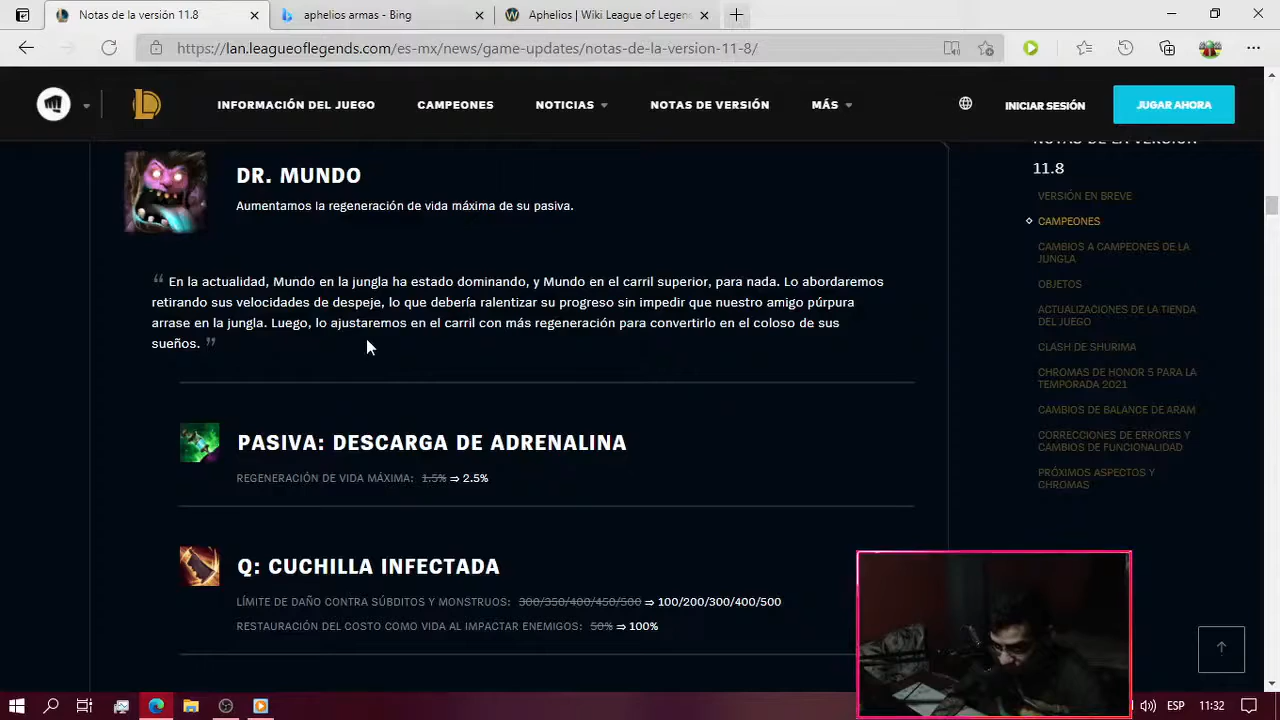 Notas de la versión 11.8
aphelios armas - Bing
Aphelios | Wiki League of Legend
https://lan.leagueoflegends.com/es-mx/news/game-updates/notas-de-la-version-11-8/
INFORMACIÓN DEL JUEGO
CAMPEONES
NOTICIAS
NOTAS DE VERSIÓN
MÁS
INICIAR SESIÓN
JUGAR AHORA
DR. MUNDO
Aumentamos la regeneración de vida máxima de su pasiva.
“ En la actualidad, Mundo en la jungla ha estado dominando, y Mundo en el carril superior, para nada. Lo abordaremos
retirando sus velocidades de despeje, lo que debería ralentizar su progreso sin impedir que nuestro amigo púrpura
arrase en la jungla. Luego, lo ajustaremos en el carril con más regeneración para convertirlo en el coloso de sus
sueños. ”
PASIVA: DESCARGA DE ADRENALINA
REGENERACIÓN DE VIDA MÁXIMA: 1.5% ⇒ 2.5%
Q: CUCHILLA INFECTADA
LÍMITE DE DAÑO CONTRA SÚBDITOS Y MONSTRUOS: 300/350/400/450/500 ⇒ 100/200/300/400/500
RESTAURACIÓN DEL COSTO COMO VIDA AL IMPACTAR ENEMIGOS: 50% ⇒ 100%
NOTAS DE LA VERSIÓN
11.8
VERSIÓN EN BREVE
CAMPEONES
CAMBIOS A CAMPEONES DE LA
JUNGLA
OBJETOS
ACTUALIZACIONES DE LA TIENDA
DEL JUEGO
CLASH DE SHURIMA
CHROMAS DE HONOR 5 PARA LA
TEMPORADA 2021
CAMBIOS DE BALANCE DE ARAM
CORRECCIONES DE ERRORES Y
CAMBIOS DE FUNCIONALIDAD
PRÓXIMOS ASPECTOS Y
CHROMAS
ESP
11:32